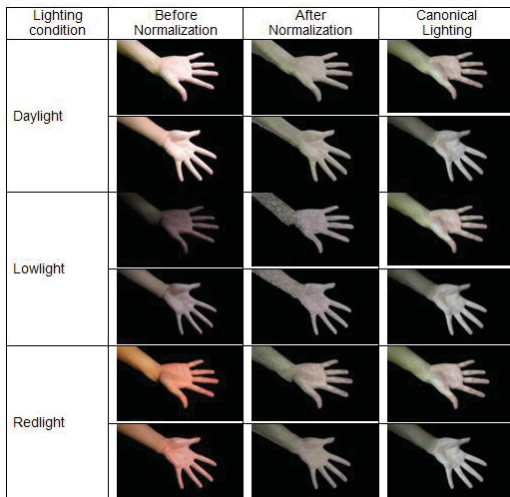 Lighting
condition
Before
Normalization
After
Normalization
Canonical
Lighting
Daylight
Lowlight
Redlight